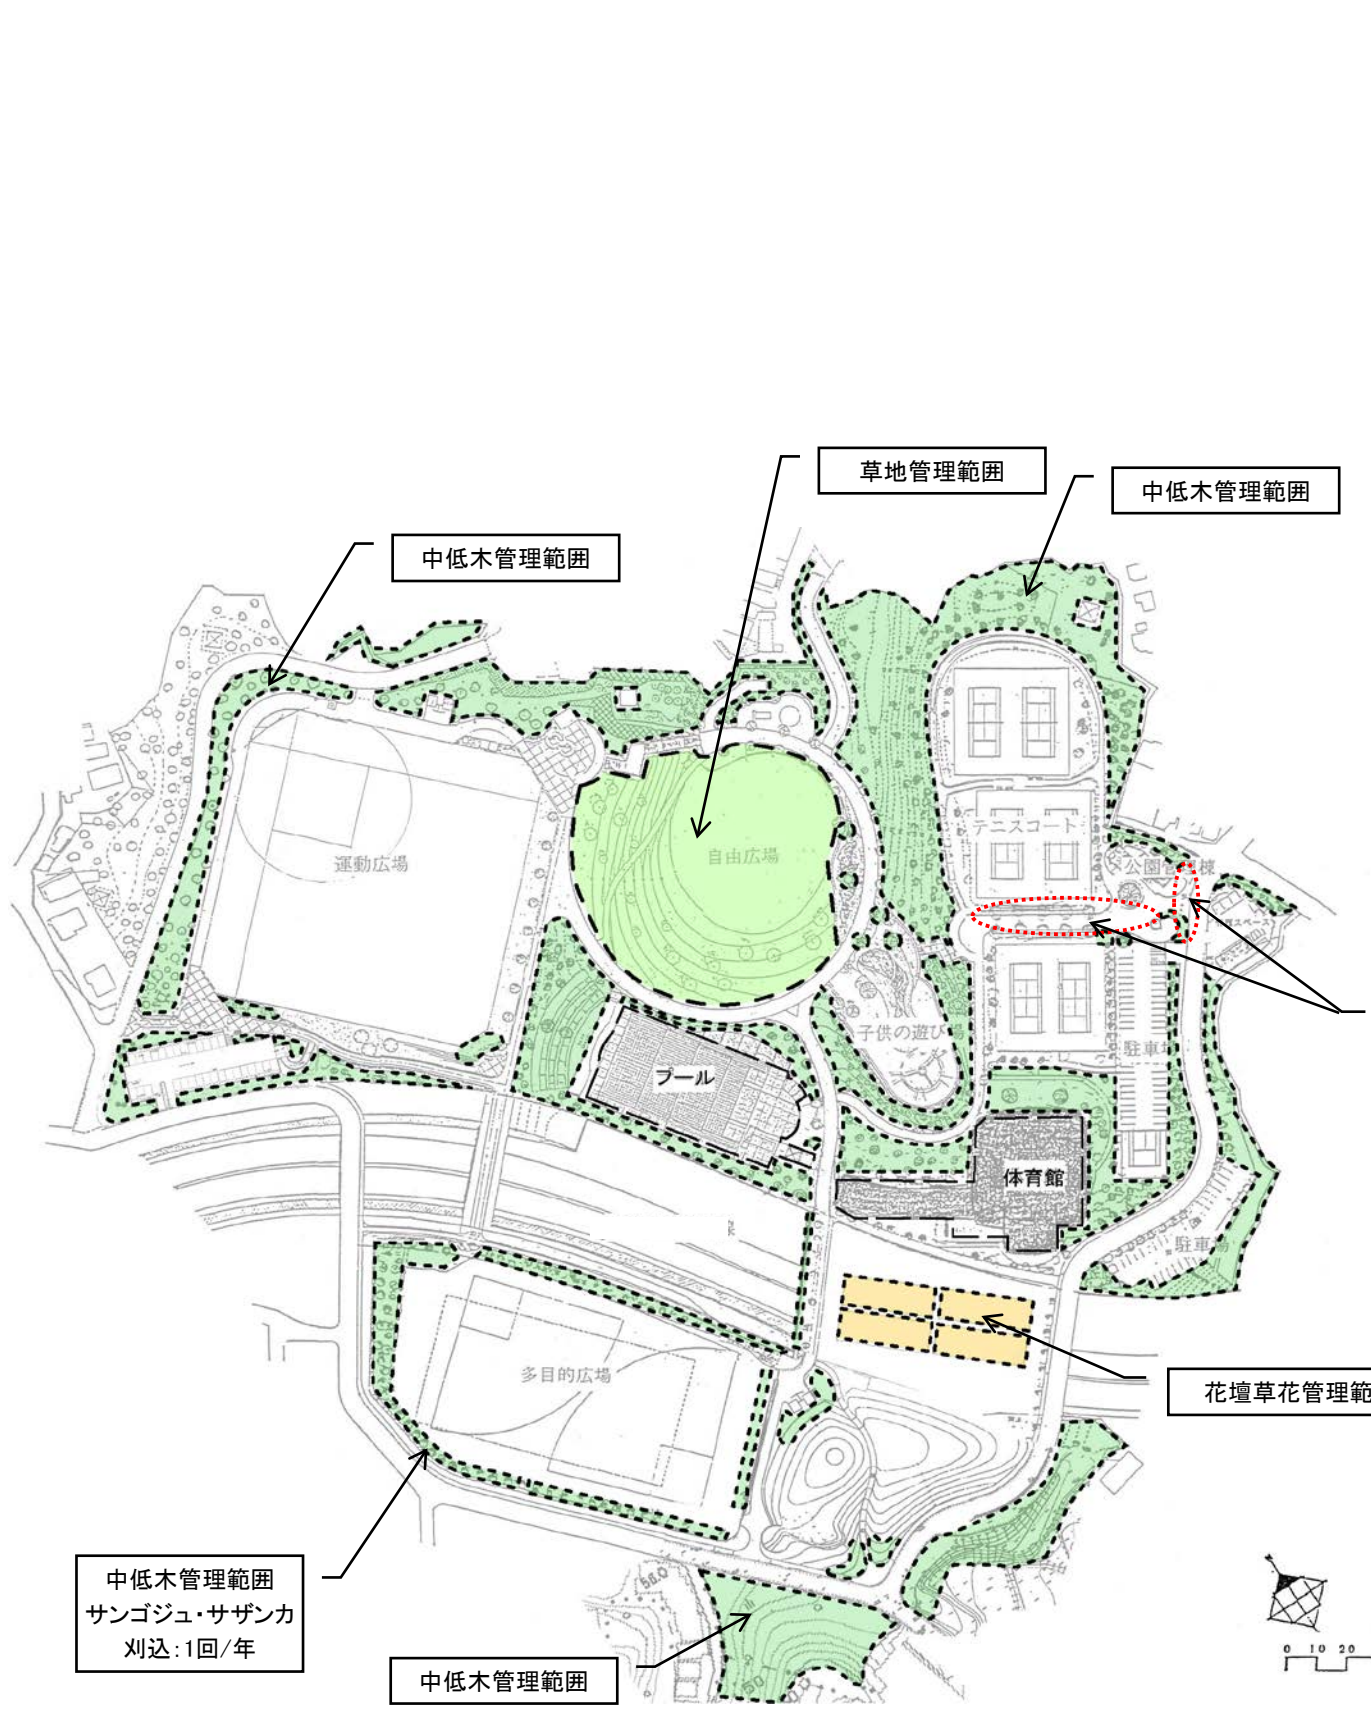 草地管理範囲
中低木管理範囲
中低木管理範囲
運動広場
自由広場
テニスコート
公園管理棟
子供の遊び場
駐車場
プール
体育館
駐車場
多目的広場
花壇草花管理範
中低木管理範囲
サンゴジュ・サザンカ
刈込：1回/年
中低木管理範囲
56.0
0 10 20